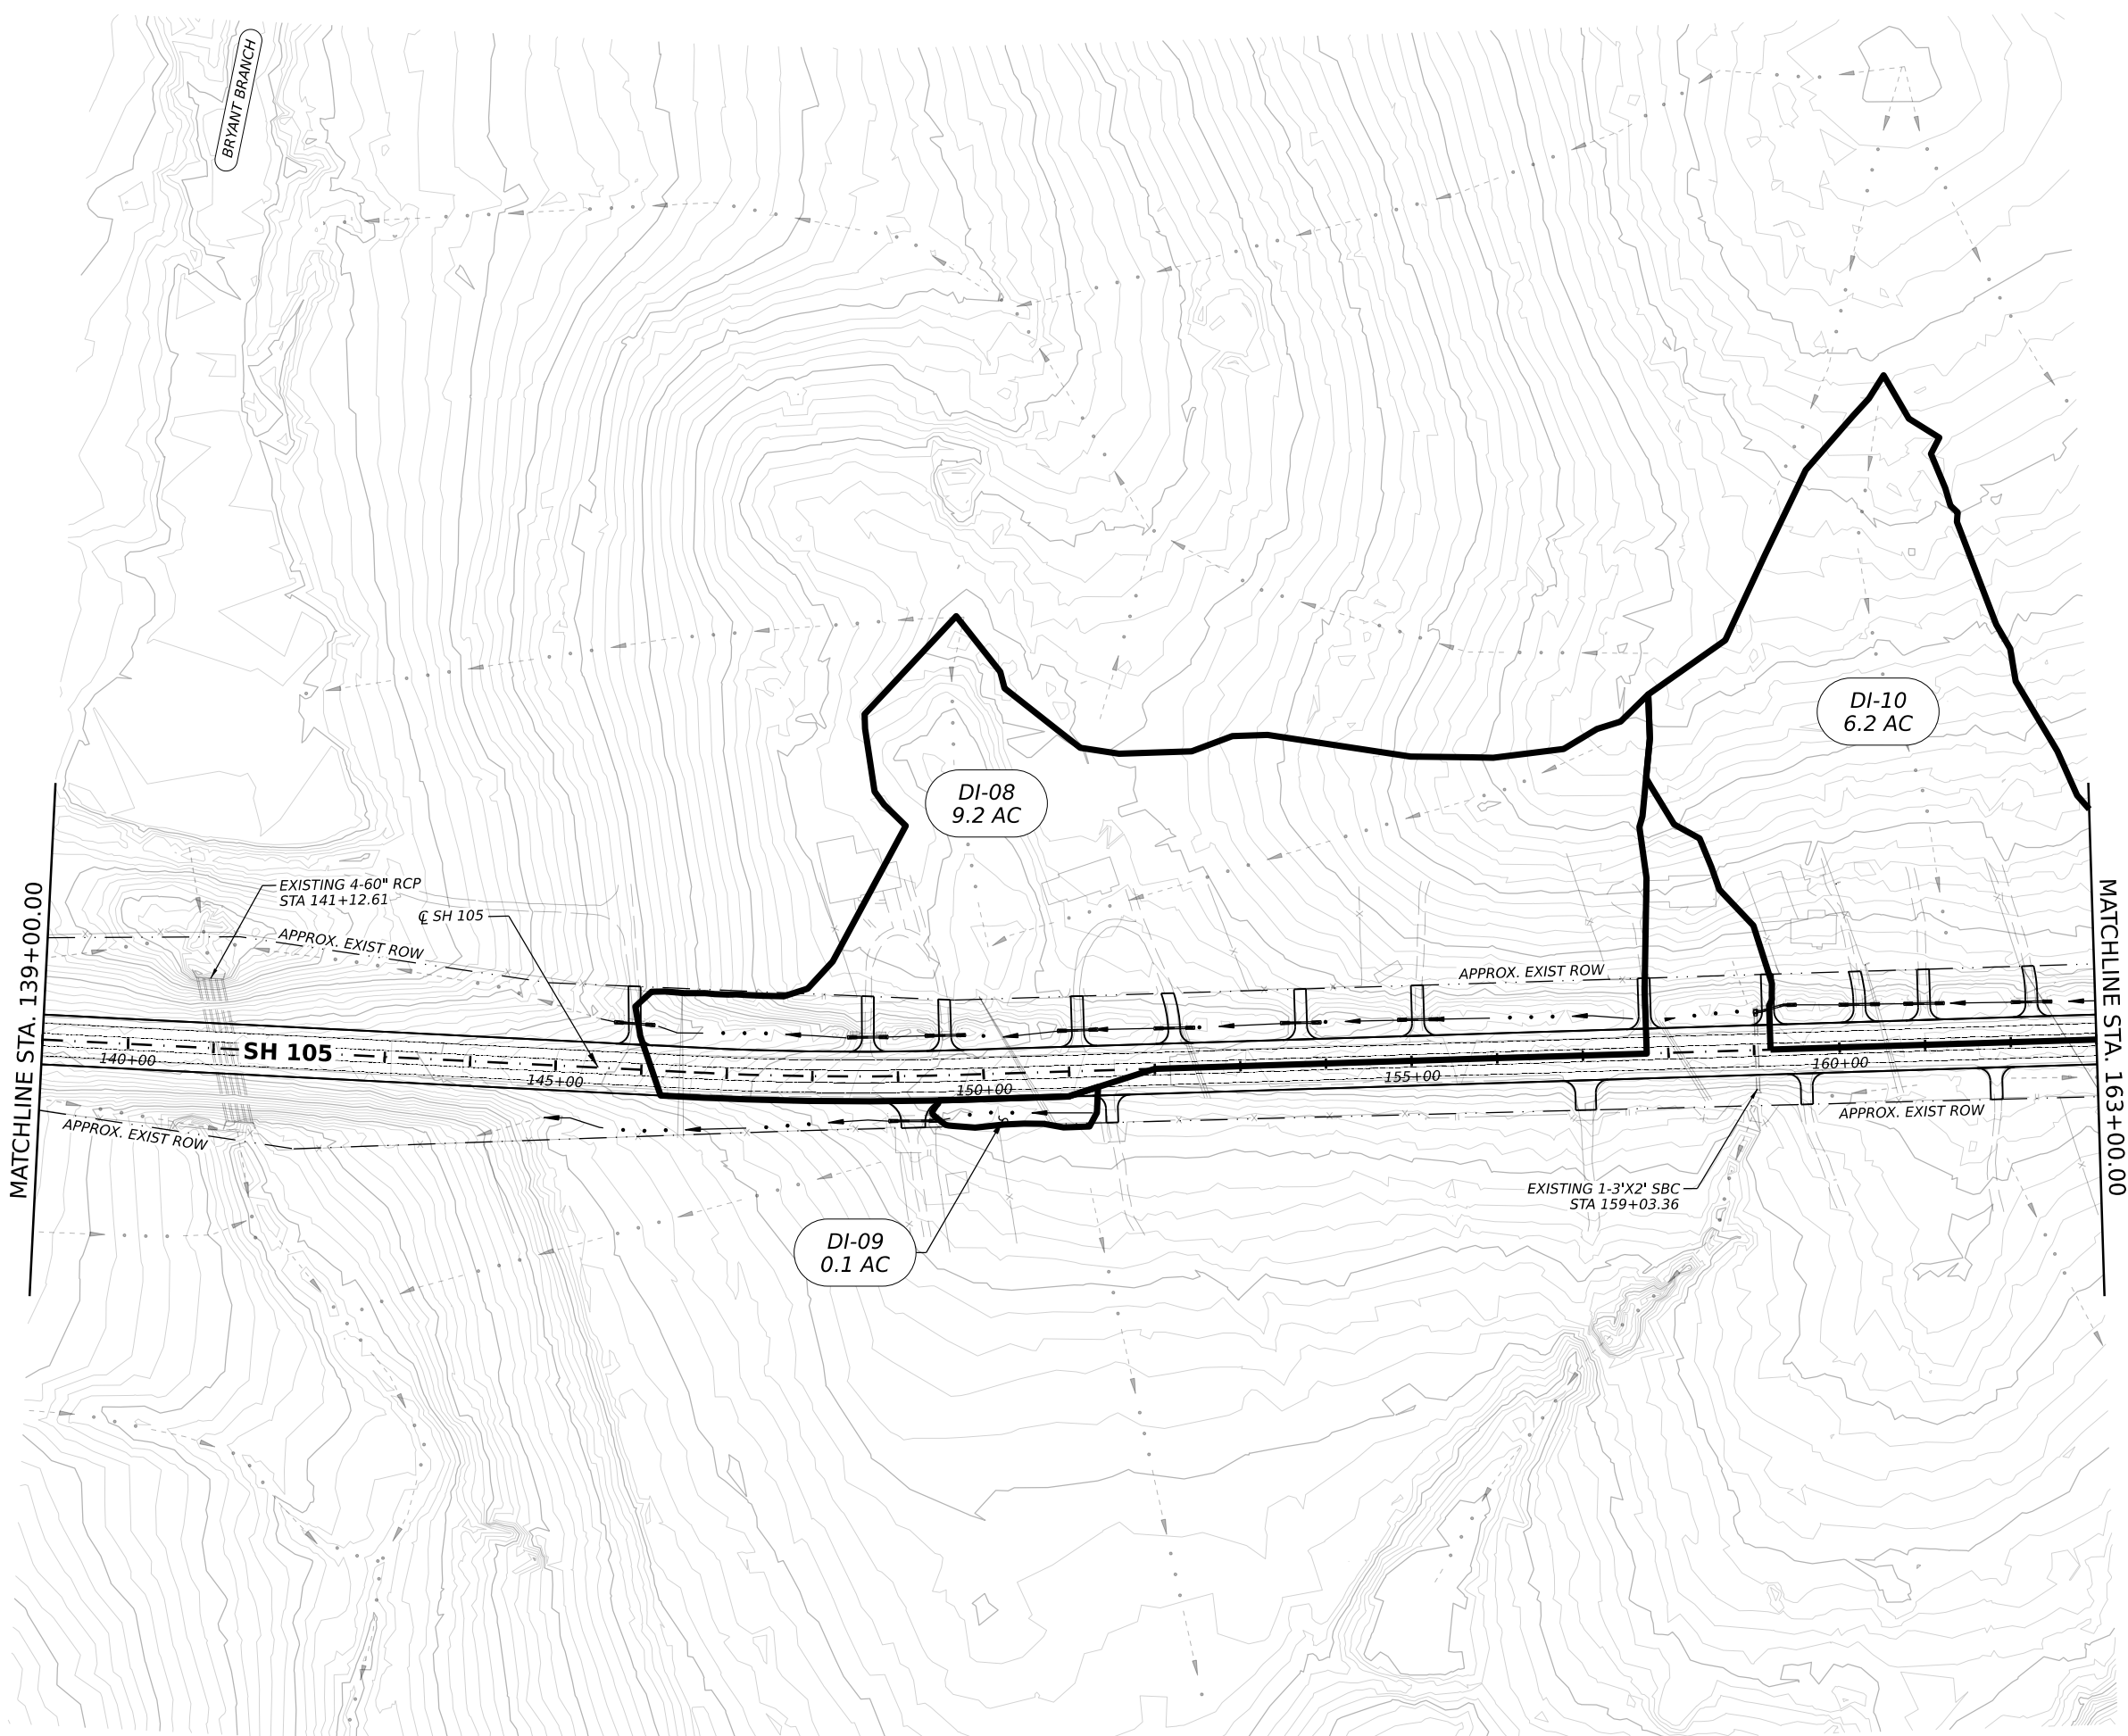 BRYANT BRANCH
DI-10
6.2 AC
DI-08
9.2 AC
EXISTING 4-60" RCP
STA 141+12.61
℄ SH 105
APPROX. EXIST ROW
APPROX. EXIST ROW
MATCHLINE STA. 139+00.00
MATCHLINE STA. 163+00.00
SH 105
140+00
145+00
150+00
155+00
160+00
APPROX. EXIST ROW
APPROX. EXIST ROW
EXISTING 1-3'X2' SBC
STA 159+03.36
DI-09
0.1 AC